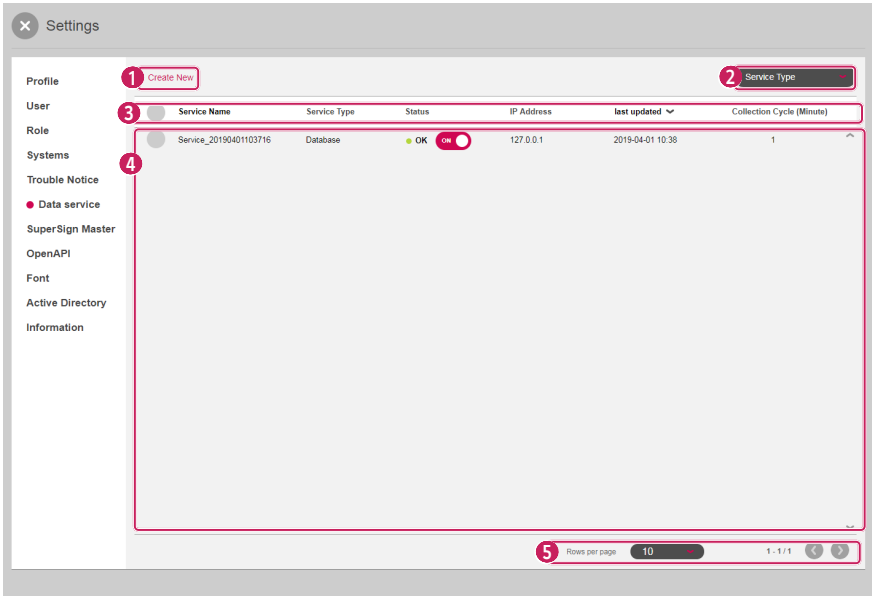 Settings
Profile
User
Role
Systems
Trouble Notice
Data service
SuperSign Master
OpenAPI
Font
Active Directory
Information
1 Create New
2 Service Type
3 Service Name Service Type Status IP Address last updated Collection Cycle (Minute)
4 Service_20190401103716 Database OK ON 127.0.0.1 2019-04-01 10:38 1
5 Rows per page 10 1 - 1 / 1